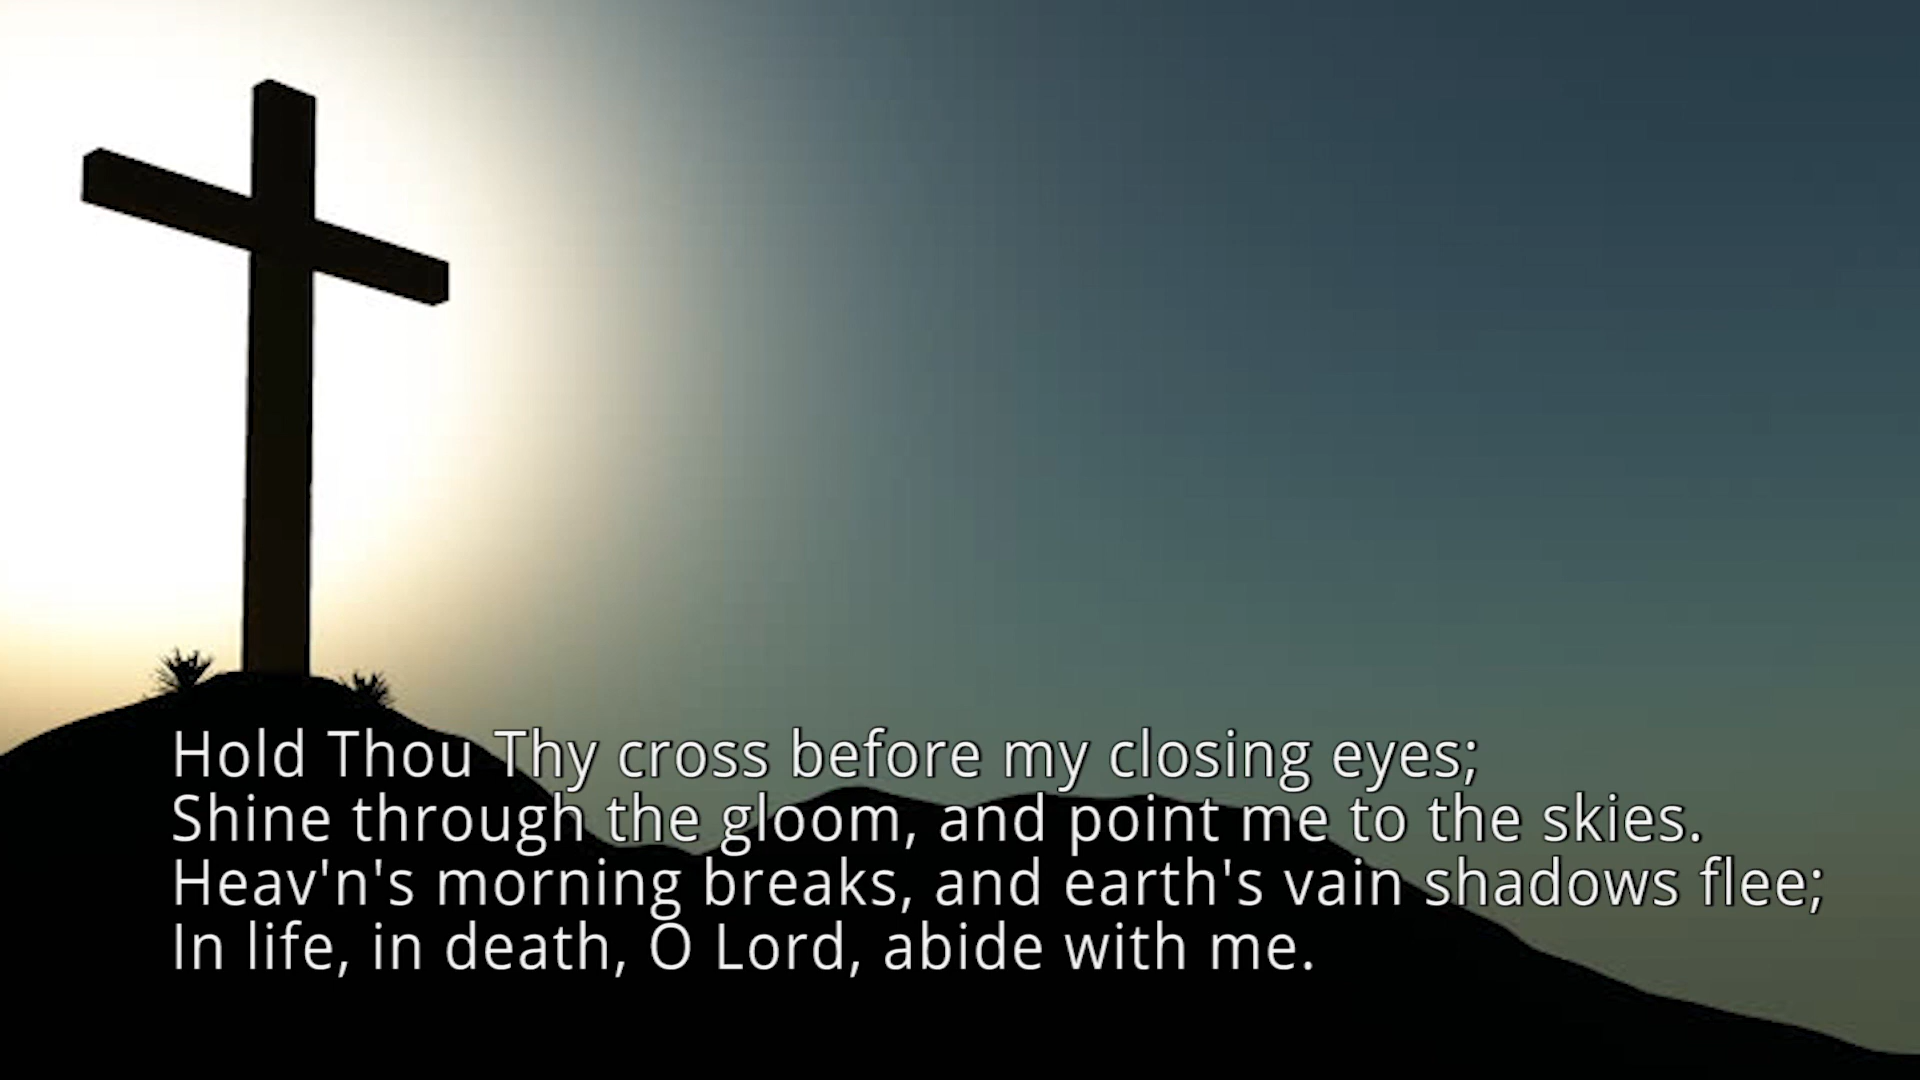 Hold Thou Thy cross before my closing eyes;
Shine through the gloom, and point me to the skies.
Heav'n's morning breaks, and earth's vain shadows flee;
In life, in death, O Lord, abide with me.